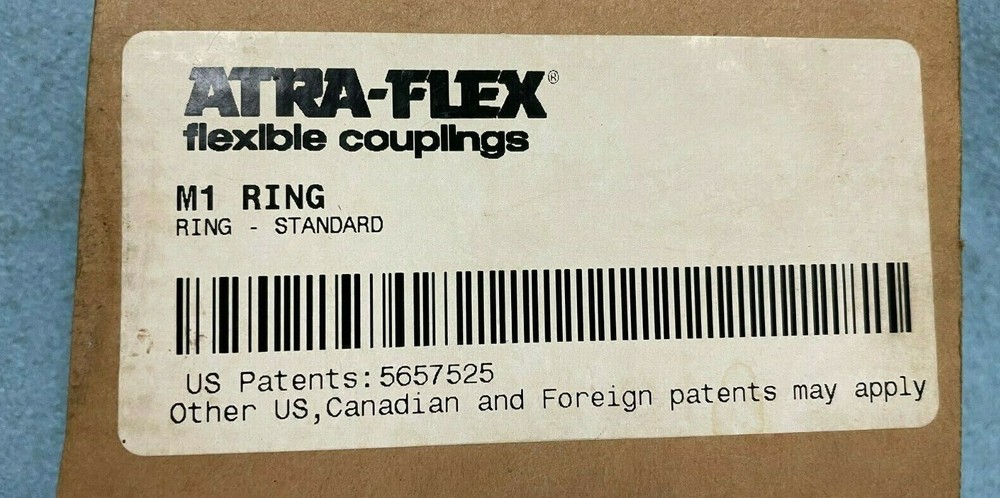 ATRA-FLEX®
flexible couplings
M1 RING
RING - STANDARD
US Patents:5657525
Other US,Canadian and Foreign patents may apply